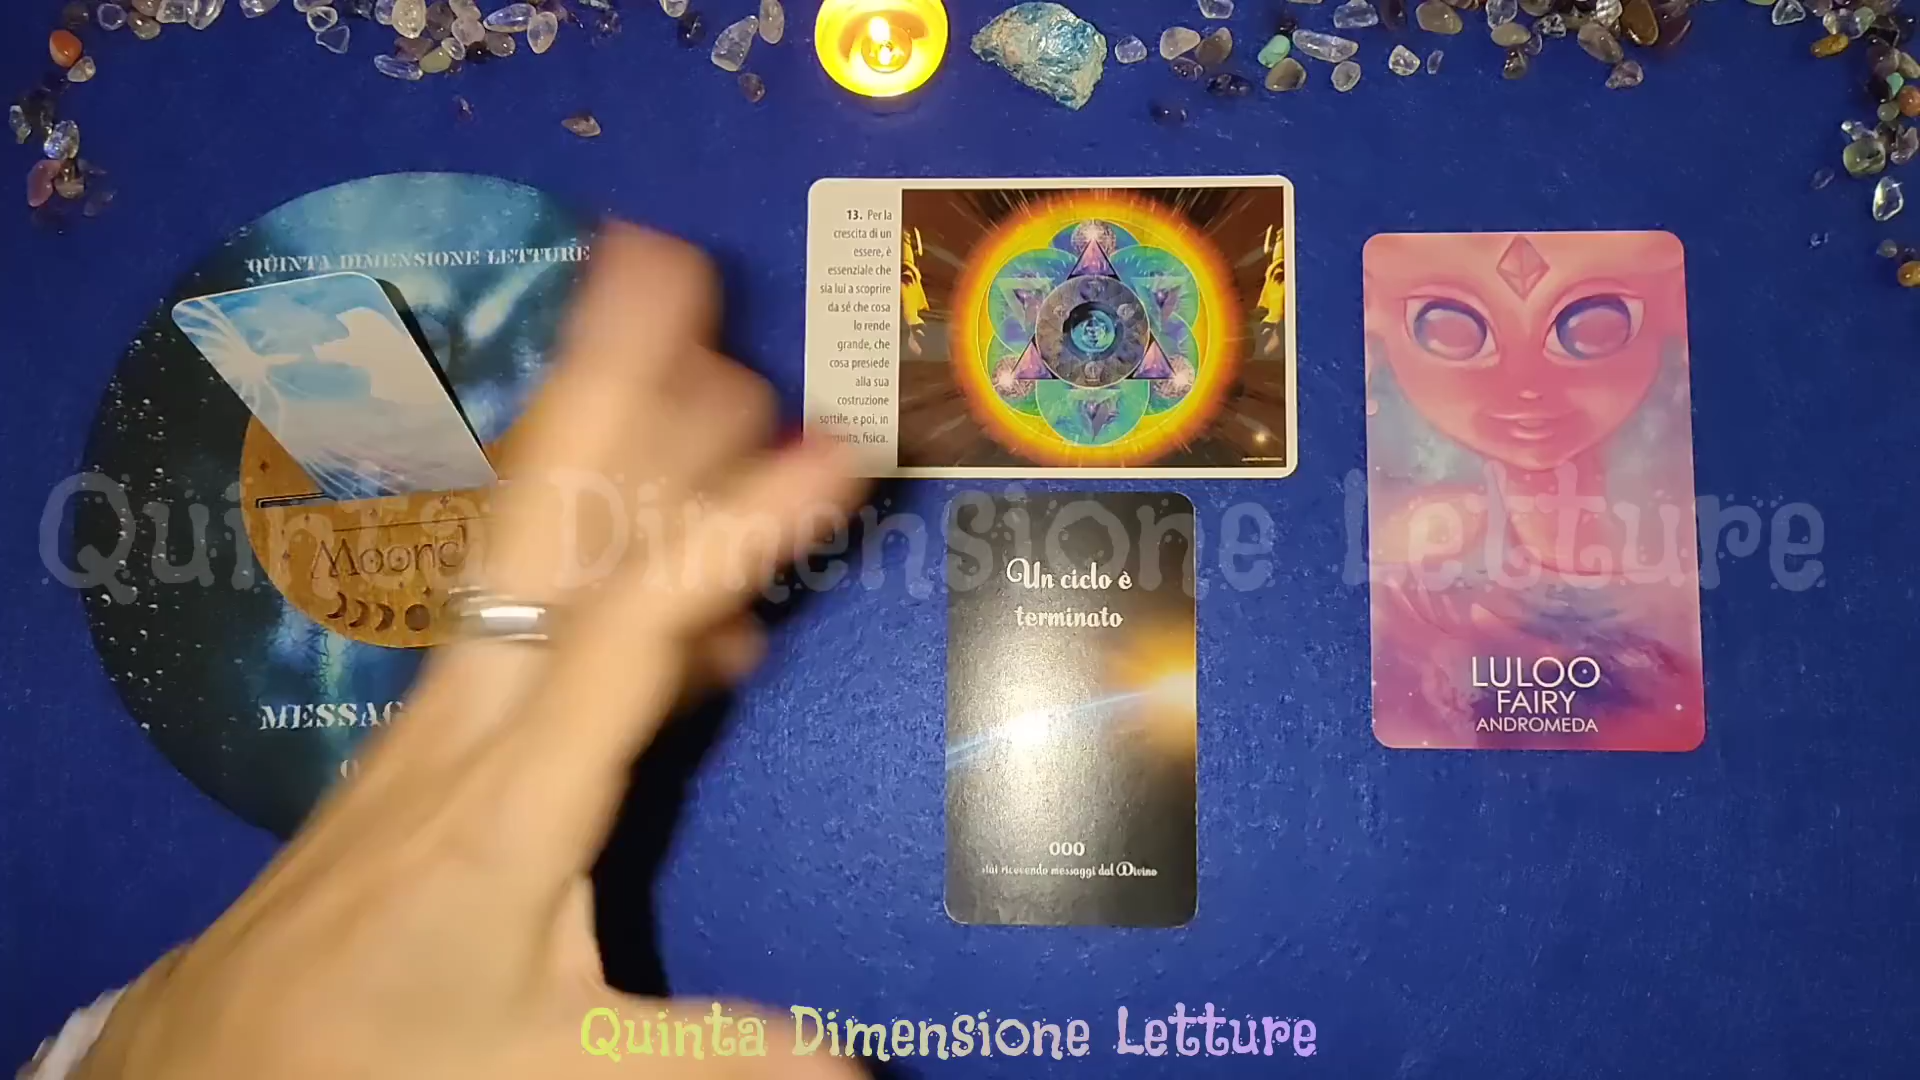 QUINTA DIMENSIONE LETTURE
13. Per la
crescita di un
essere, è
essenziale che
sia lui a scoprire
da sé che cosa
lo rende
grande, che
cosa presiede
alla sua
costruzione
sottile, e poi, in
fisica.
Quinta Dimensione Letture
Un ciclo è
terminato
000
stai ricevendo messaggi dal Divino
LULOO
FAIRY
ANDROMEDA
Quinta Dimensione Letture